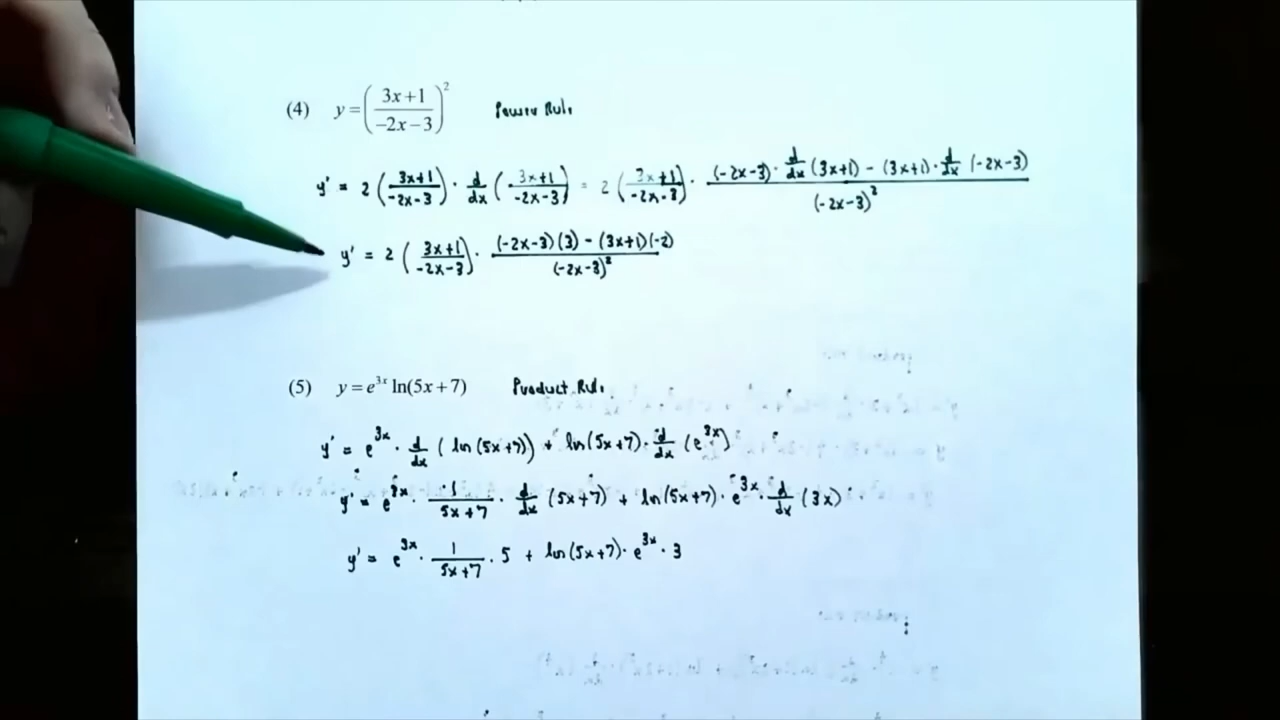 (4) y = ((3x+1)/(-2x-3))^2 Power Rule
y' = 2 ((3x+1)/(-2x-3)) · d/dx ((3x+1)/(-2x-3)) = 2 ((3x+1)/(-2x-3)) · ((-2x-3) · d/dx (3x+1) - (3x+1) · d/dx (-2x-3))/(-2x-3)^2
y' = 2 ((3x+1)/(-2x-3)) · ((-2x-3)(3) - (3x+1)(-2))/(-2x-3)^2
(5) y = e^{3x} ln(5x+7) Product Rule
y' = e^{3x} · d/dx (ln(5x+7)) + ln(5x+7) · d/dx (e^{3x})
y' = e^{3x} · 1/(5x+7) · d/dx (5x+7) + ln(5x+7) · e^{3x} · d/dx (3x)
y' = e^{3x} · 1/(5x+7) · 5 + ln(5x+7) · e^{3x} · 3